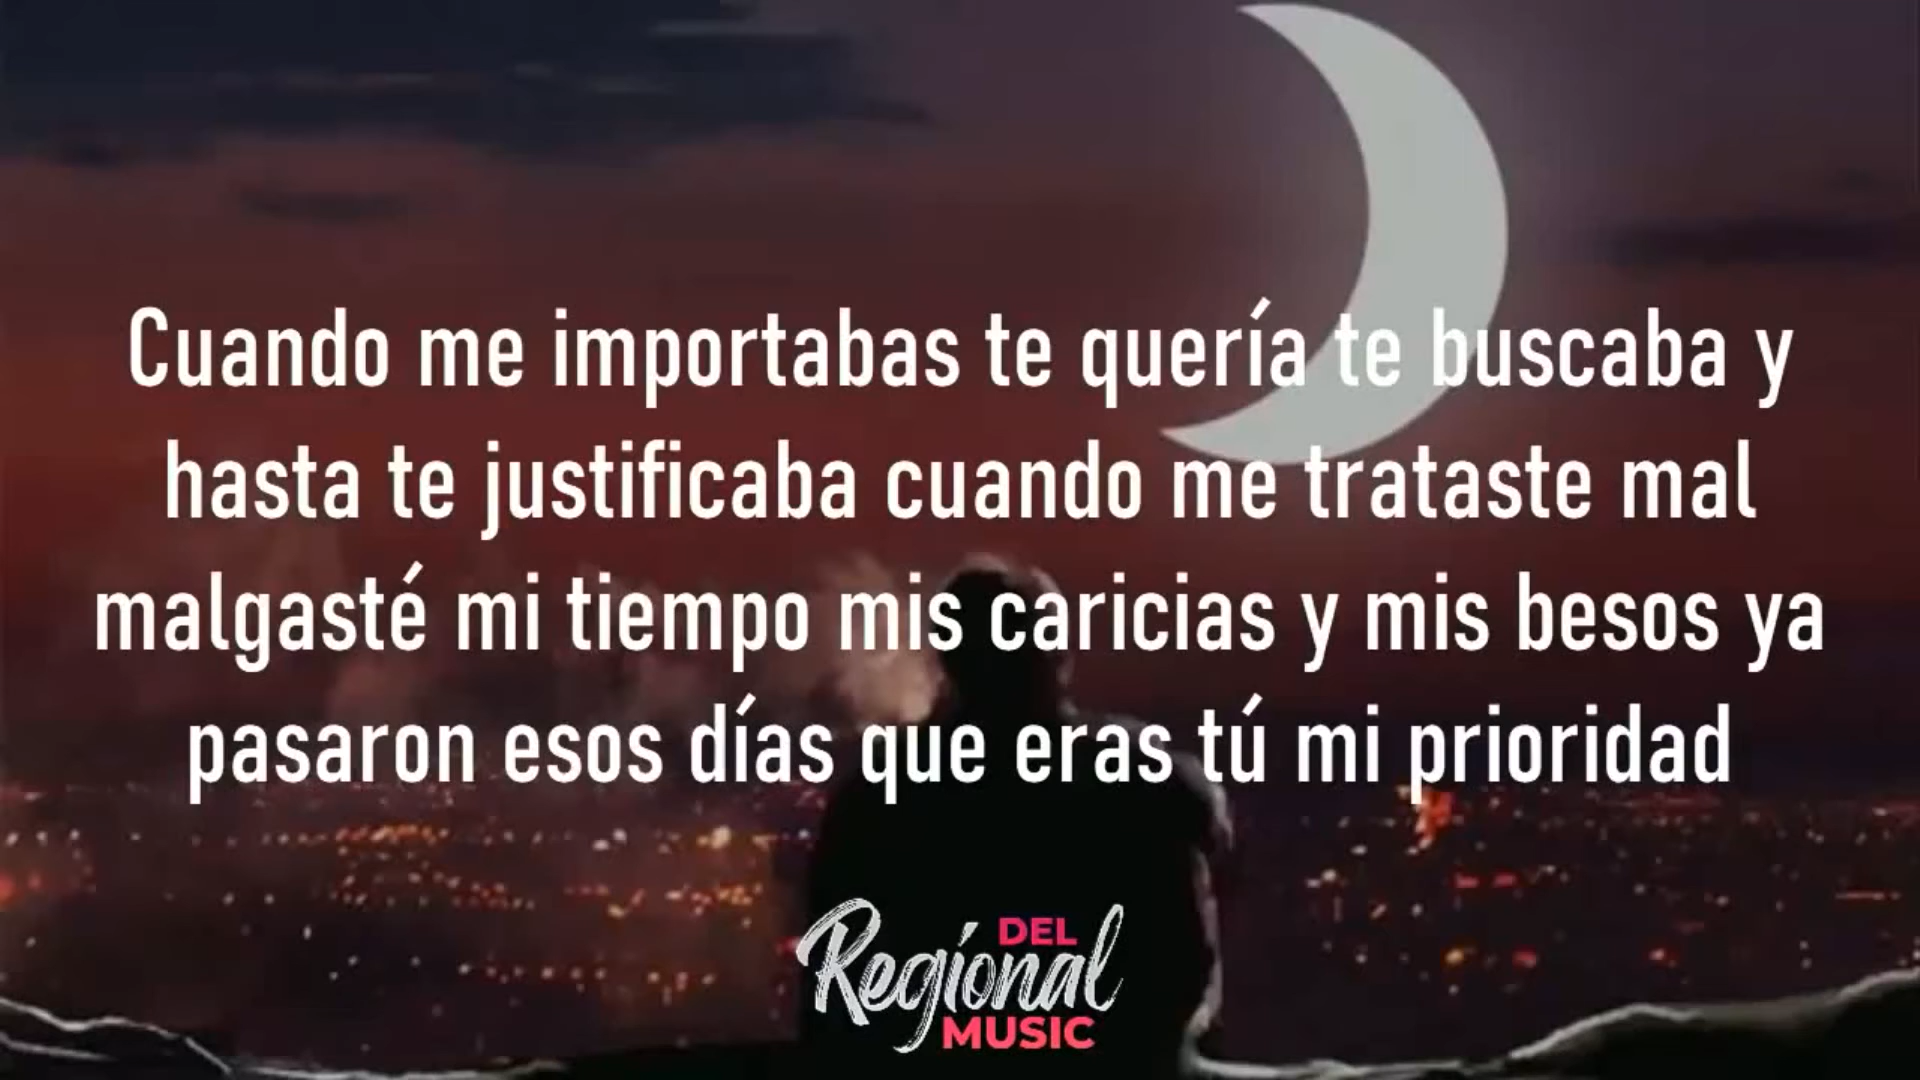 Cuando me importabas te quería te buscaba y
hasta te justificaba cuando me trataste mal
malgasté mi tiempo mis caricias y mis besos ya
pasaron esos días que eras tú mi prioridad
DEL
Regional
MUSIC